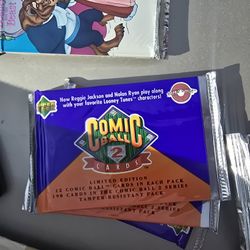 Now Reggie Jackson and Nolan Ryan play along
with your favorite Looney Tunes characters!
COMIC
BALL
2
CARDS
LIMITED EDITION
12 COMIC BALL CARDS IN EACH PACK
198 CARDS IN THE COMIC BALL 2 SERIES
TAMPER-RESISTANT PACK